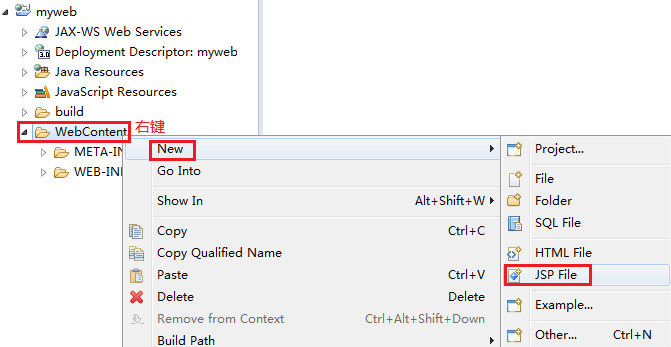 myweb
JAX-WS Web Services
3.0 Deployment Descriptor: myweb
Java Resources
JavaScript Resources
build
WebContent 右键
META-IN
WEB-INF
New
Go Into
Show In Alt+Shift+W
Copy Ctrl+C
Copy Qualified Name
Paste Ctrl+V
Delete Delete
Remove from Context Ctrl+Alt+Shift+Down
Build Path
Project...
File
Folder
SQL File
HTML File
JSP File
Example...
Other... Ctrl+N